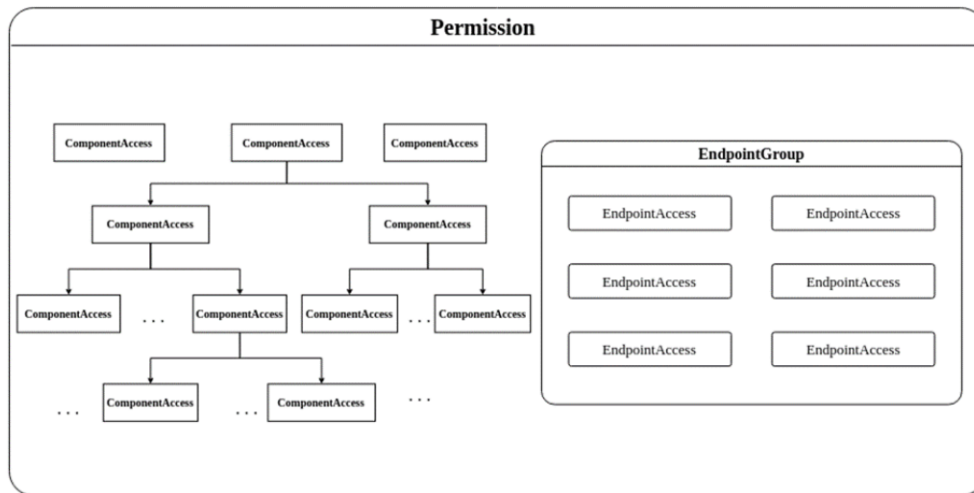 Permission
ComponentAccess
ComponentAccess
ComponentAccess
ComponentAccess
ComponentAccess
ComponentAccess
. . .
ComponentAccess
ComponentAccess
. . .
ComponentAccess
. . .
ComponentAccess
. . .
ComponentAccess
. . .
EndpointGroup
EndpointAccess
EndpointAccess
EndpointAccess
EndpointAccess
EndpointAccess
EndpointAccess